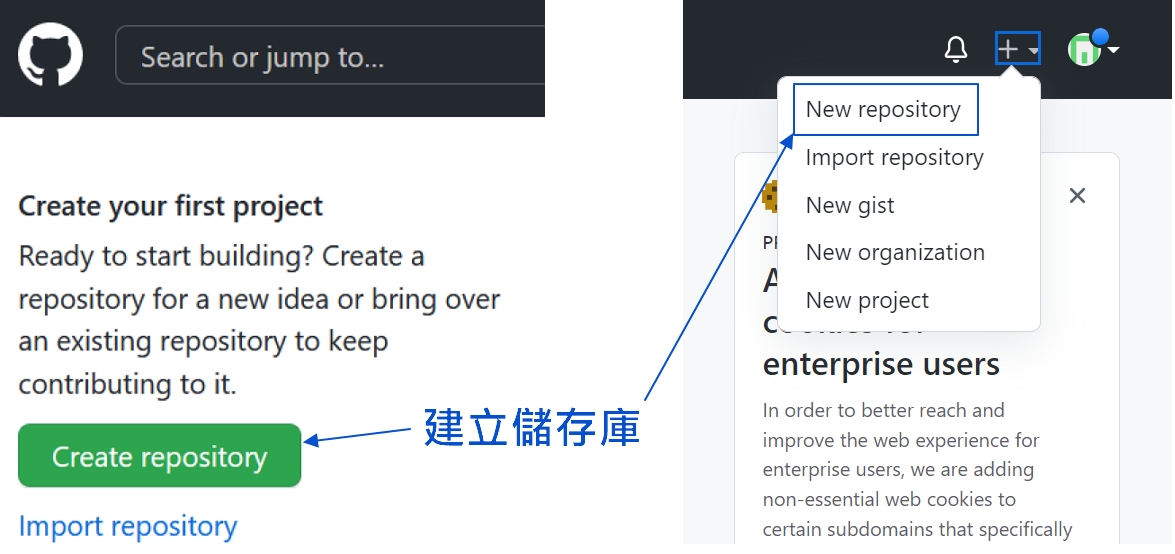 Search or jump to...
Create your first project
Ready to start building? Create a
repository for a new idea or bring over
an existing repository to keep
contributing to it.
Create repository
Import repository
建立儲存庫
New repository
Import repository
New gist
New organization
New project
enterprise users
In order to better reach and
improve the web experience for
enterprise users, we are adding
non-essential web cookies to
certain subdomains that specifically